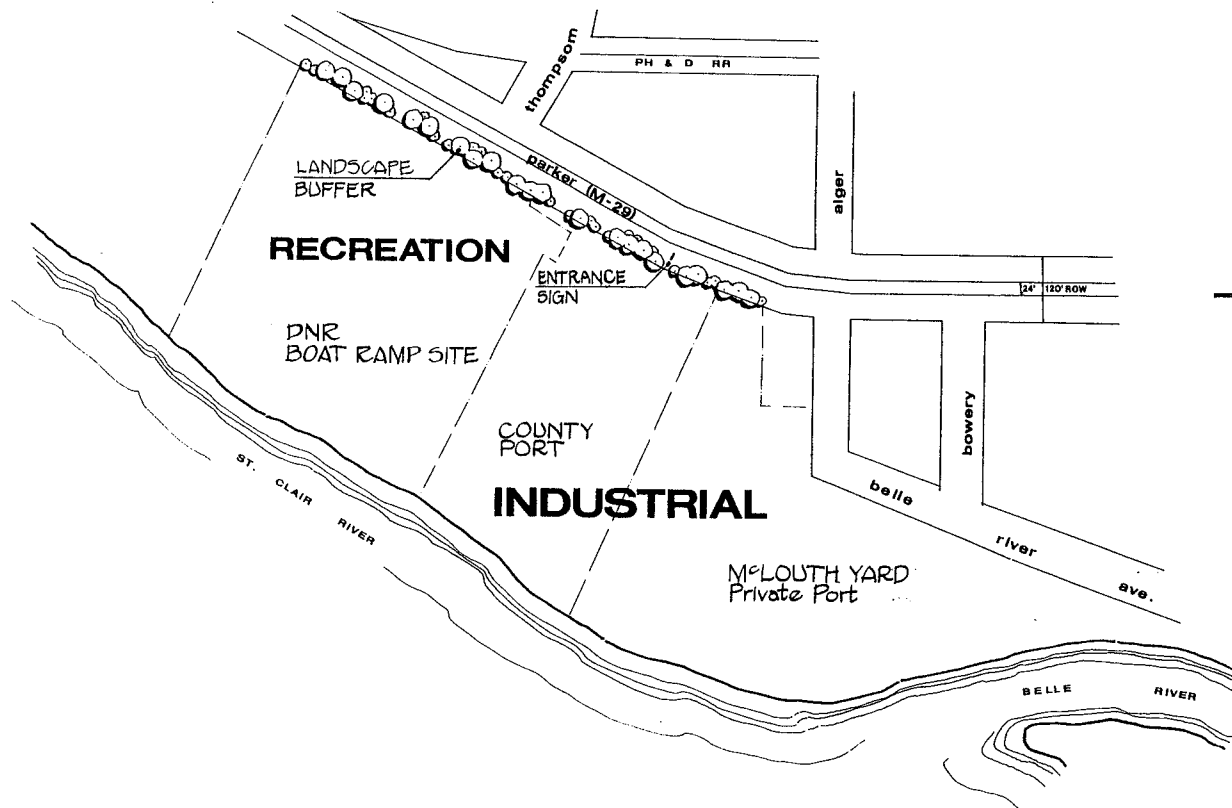 thompsom
PH & D RR
parker (M-29)
alger
LANDSCAPE
BUFFER
RECREATION
ENTRANCE
SIGN
24' 120' ROW
DNR
BOAT RAMP SITE
COUNTY
PORT
bowery
ST. CLAIR RIVER
INDUSTRIAL
belle river ave.
McLOUTH YARD
Private Port
BELLE RIVER